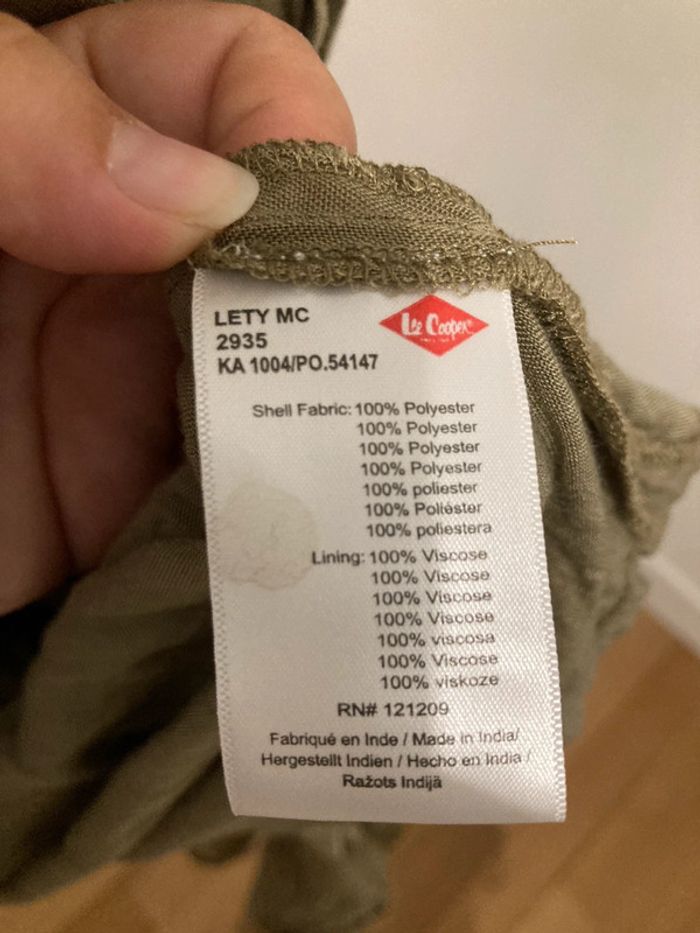 LETY MC
2935
KA 1004/PO.54147
Lee Cooper
Shell Fabric: 100% Polyester
100% Polyester
100% Polyester
100% Polyester
100% poliester
100% Poliéster
100% poliestera
Lining: 100% Viscose
100% Viscose
100% Viscose
100% Viscose
100% viscosa
100% Viscose
100% viskoze
RN# 121209
Fabriqué en Inde / Made in India/
Hergestellt Indien / Hecho en India /
Ražots Indijā